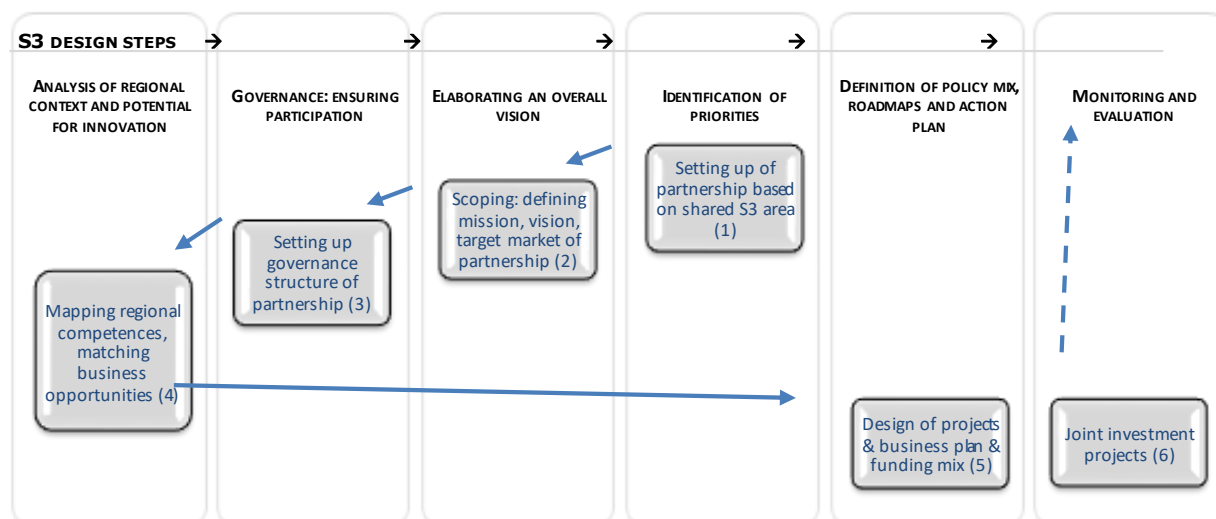 S3 DESIGN STEPS
ANALYSIS OF REGIONAL
CONTEXT AND POTENTIAL
FOR INNOVATION
GOVERNANCE: ENSURING
PARTICIPATION
ELABORATING AN OVERALL
VISION
IDENTIFICATION OF
PRIORITIES
DEFINITION OF POLICY MIX,
ROADMAPS AND ACTION
PLAN
MONITORING AND
EVALUATION
Setting up of
partnership based
on shared S3 area
(1)
Scoping: defining
mission, vision,
target market of
partnership (2)
Setting up
governance
structure of
partnership (3)
Mapping regional
competences,
matching
business
opportunities (4)
Design of projects
& business plan &
funding mix (5)
Joint investment
projects (6)